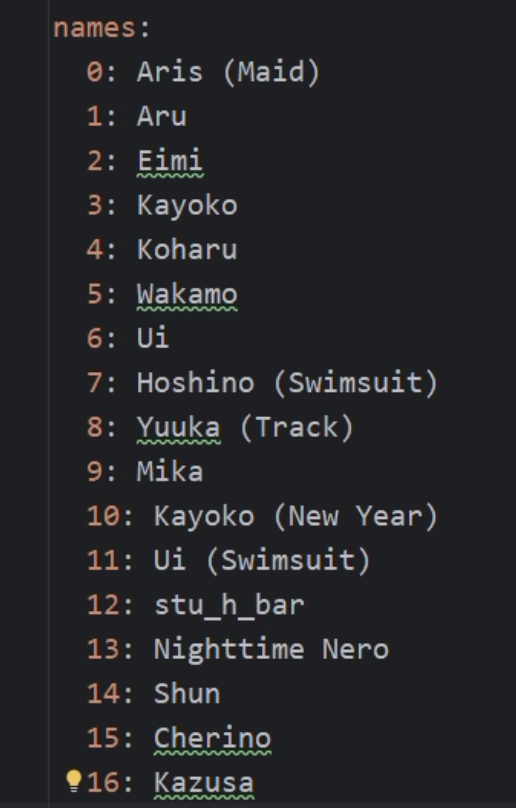 names:
0: Aris (Maid)
1: Aru
2: Eimi
3: Kayoko
4: Koharu
5: Wakamo
6: Ui
7: Hoshino (Swimsuit)
8: Yuuka (Track)
9: Mika
10: Kayoko (New Year)
11: Ui (Swimsuit)
12: stu_h_bar
13: Nighttime Nero
14: Shun
15: Cherino
16: Kazusa